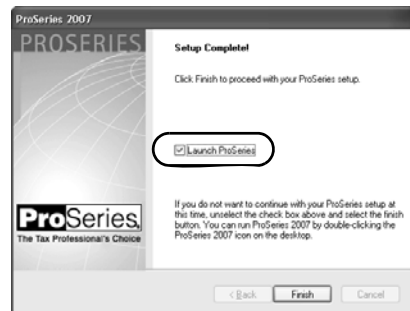 ProSeries 2007
PROSERIES
Setup Complete!
Click Finish to proceed with your ProSeries setup.
Launch ProSeries
If you do not want to continue with your ProSeries setup at
this time, unselect the check box above and select the finish
button. You can run ProSeries 2007 by double-clicking the
ProSeries 2007 icon on the desktop.
ProSeries.
The Tax Professional's Choice
< Back
Finish
Cancel